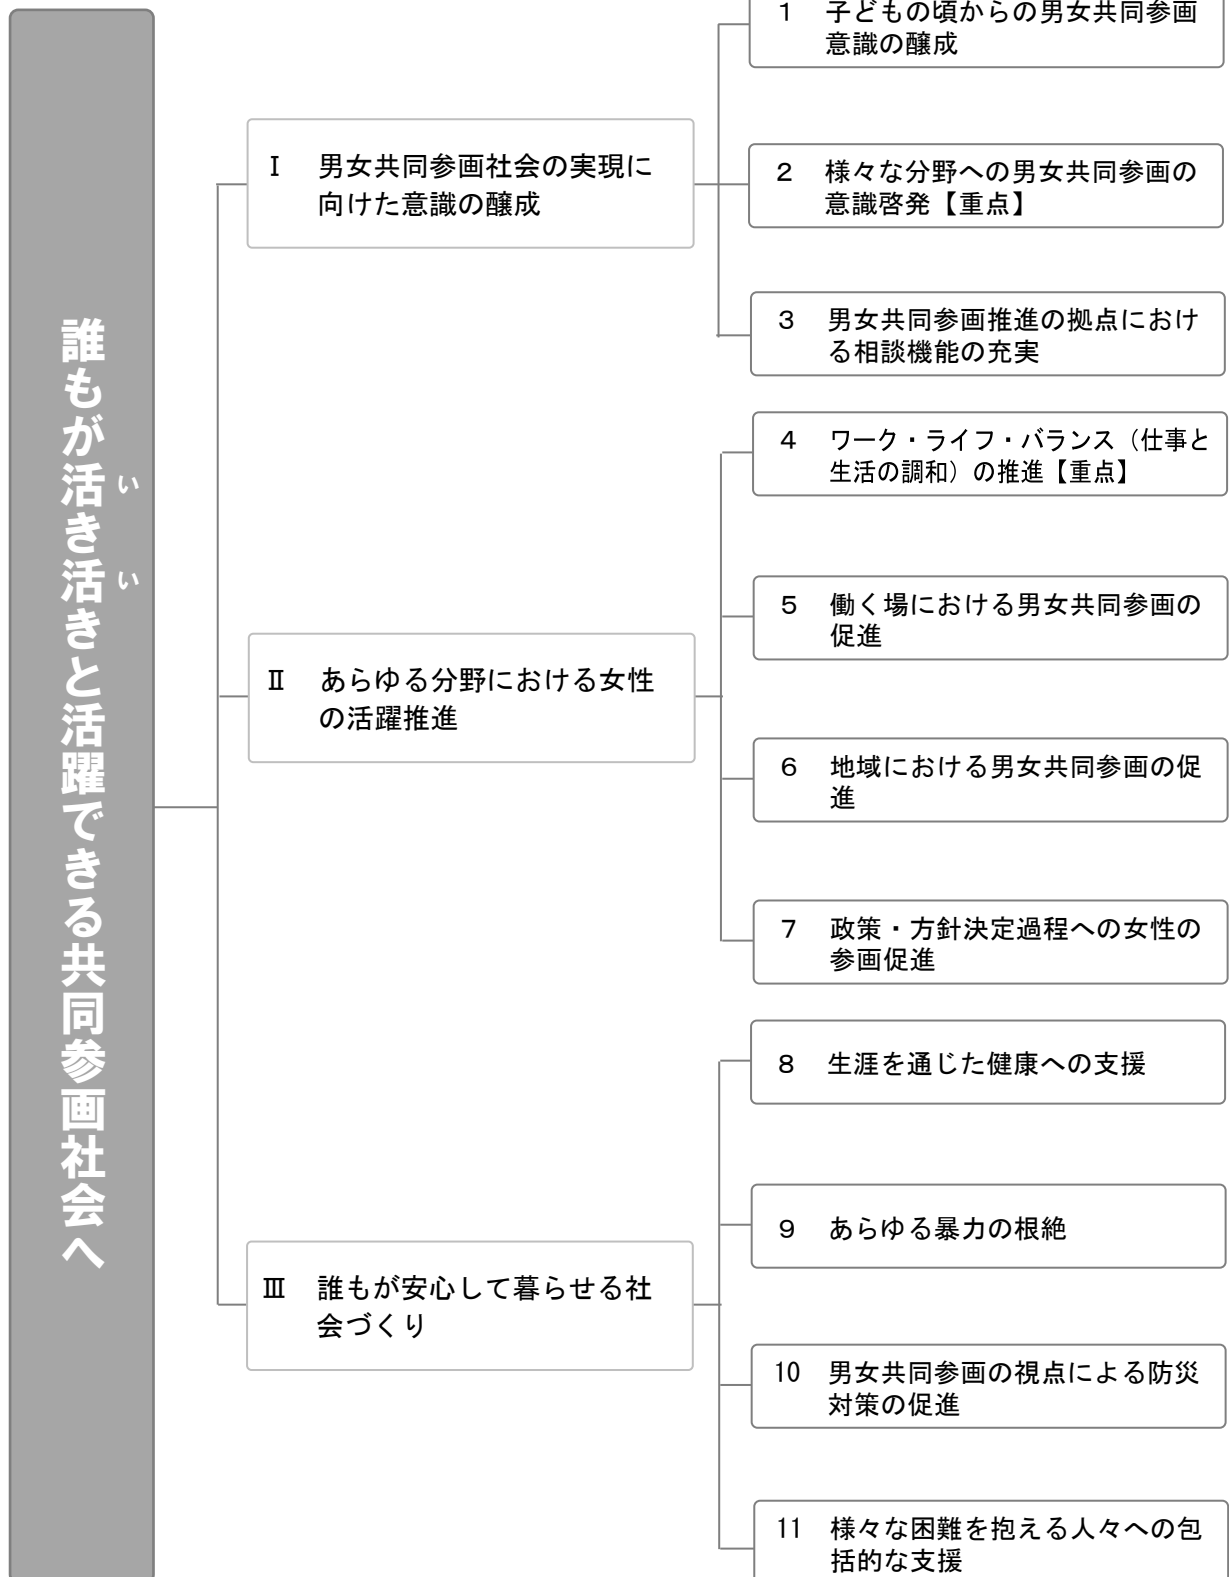 誰もが活き活きと活躍できる共同参画社会へ
い
い
Ⅰ 男女共同参画社会の実現に
向けた意識の醸成
1 子どもの頃からの男女共同参画
意識の醸成
2 様々な分野への男女共同参画の
意識啓発【重点】
3 男女共同参画推進の拠点におけ
る相談機能の充実
Ⅱ あらゆる分野における女性
の活躍推進
4 ワーク・ライフ・バランス（仕事と
生活の調和）の推進【重点】
5 働く場における男女共同参画の
促進
6 地域における男女共同参画の促
進
7 政策・方針決定過程への女性の
参画促進
Ⅲ 誰もが安心して暮らせる社
会づくり
8 生涯を通じた健康への支援
9 あらゆる暴力の根絶
10 男女共同参画の視点による防災
対策の促進
11 様々な困難を抱える人々への包
括的な支援